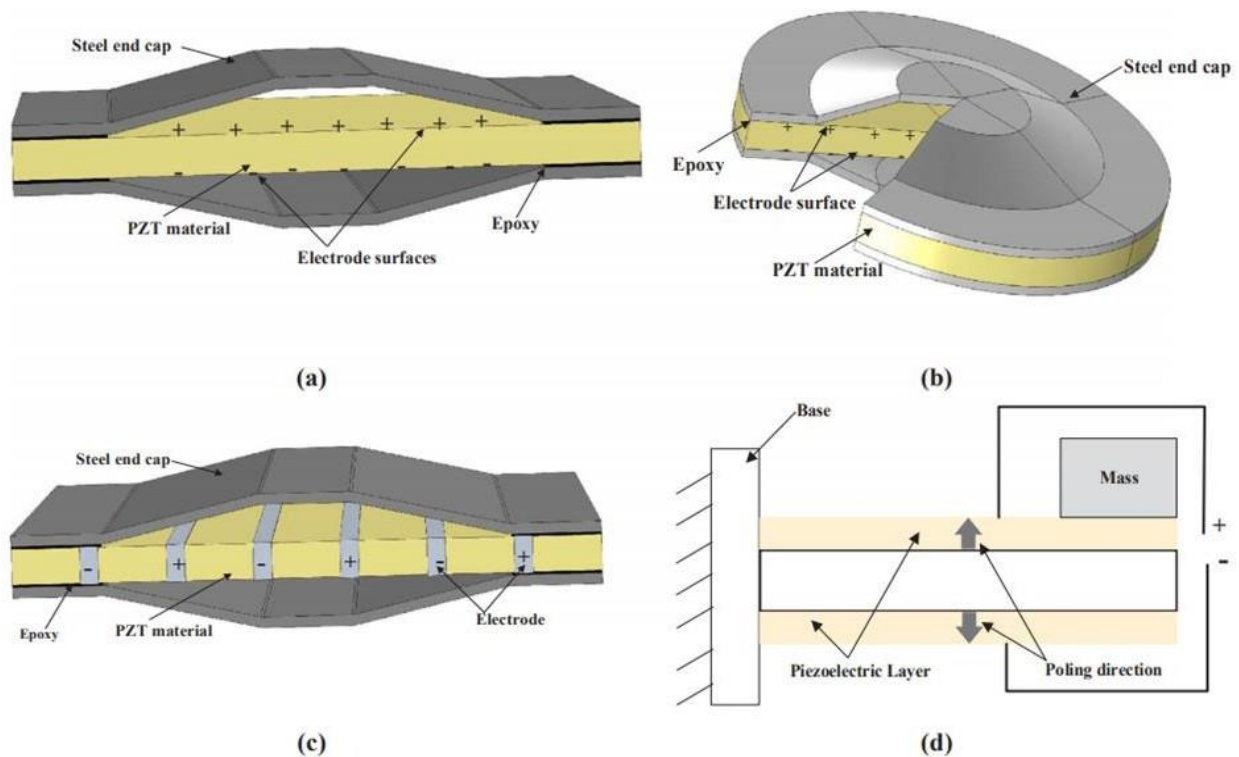 Steel end cap
+ + + + + + +
- - - - - - -
PZT material
Epoxy
Electrode surfaces
(a)
Steel end cap
Epoxy
+ + + +
Electrode surface
PZT material
(b)
Steel end cap
- + - + - +
Epoxy
PZT material
Electrode
(c)
Base
Mass
+
-
Piezoelectric Layer
Poling direction
(d)